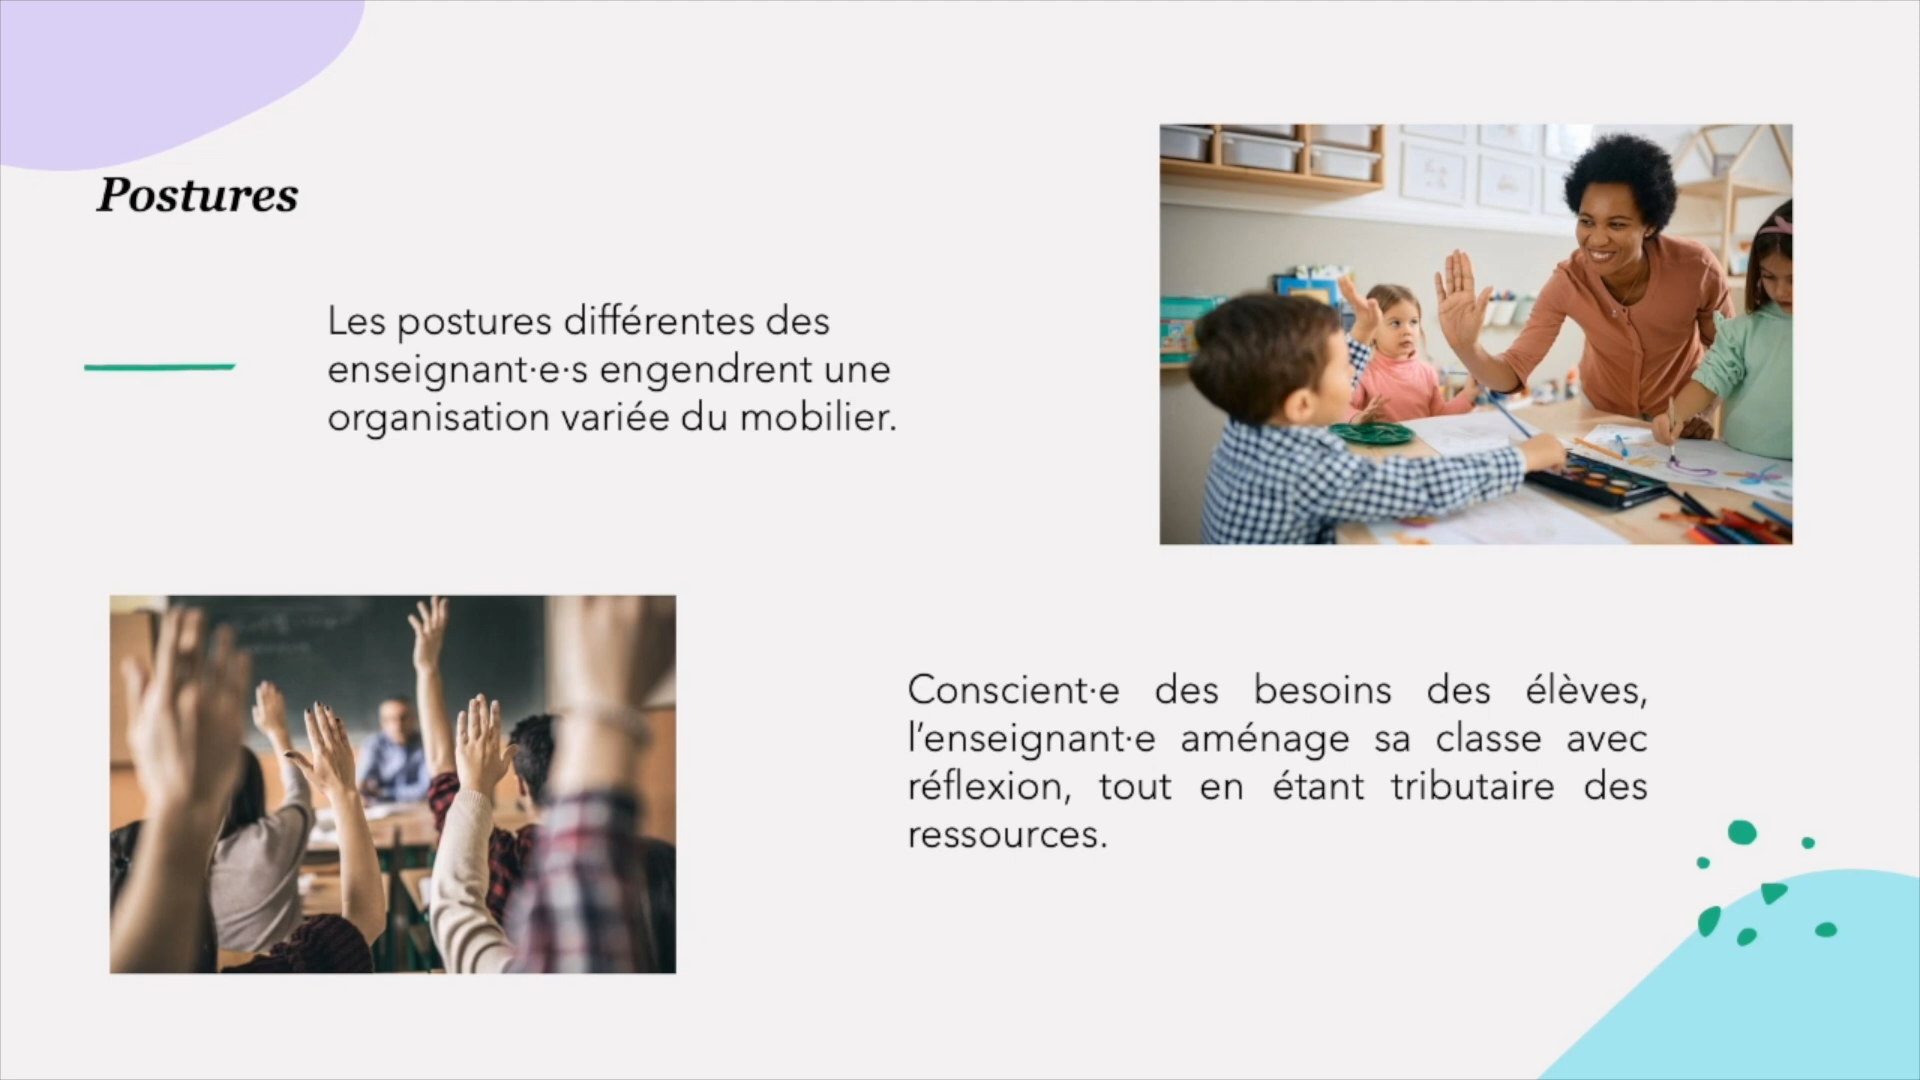 Postures
Les postures différentes des
enseignant·e·s engendrent une
organisation variée du mobilier.
Conscient·e des besoins des élèves,
l’enseignant·e aménage sa classe avec
réflexion, tout en étant tributaire des
ressources.